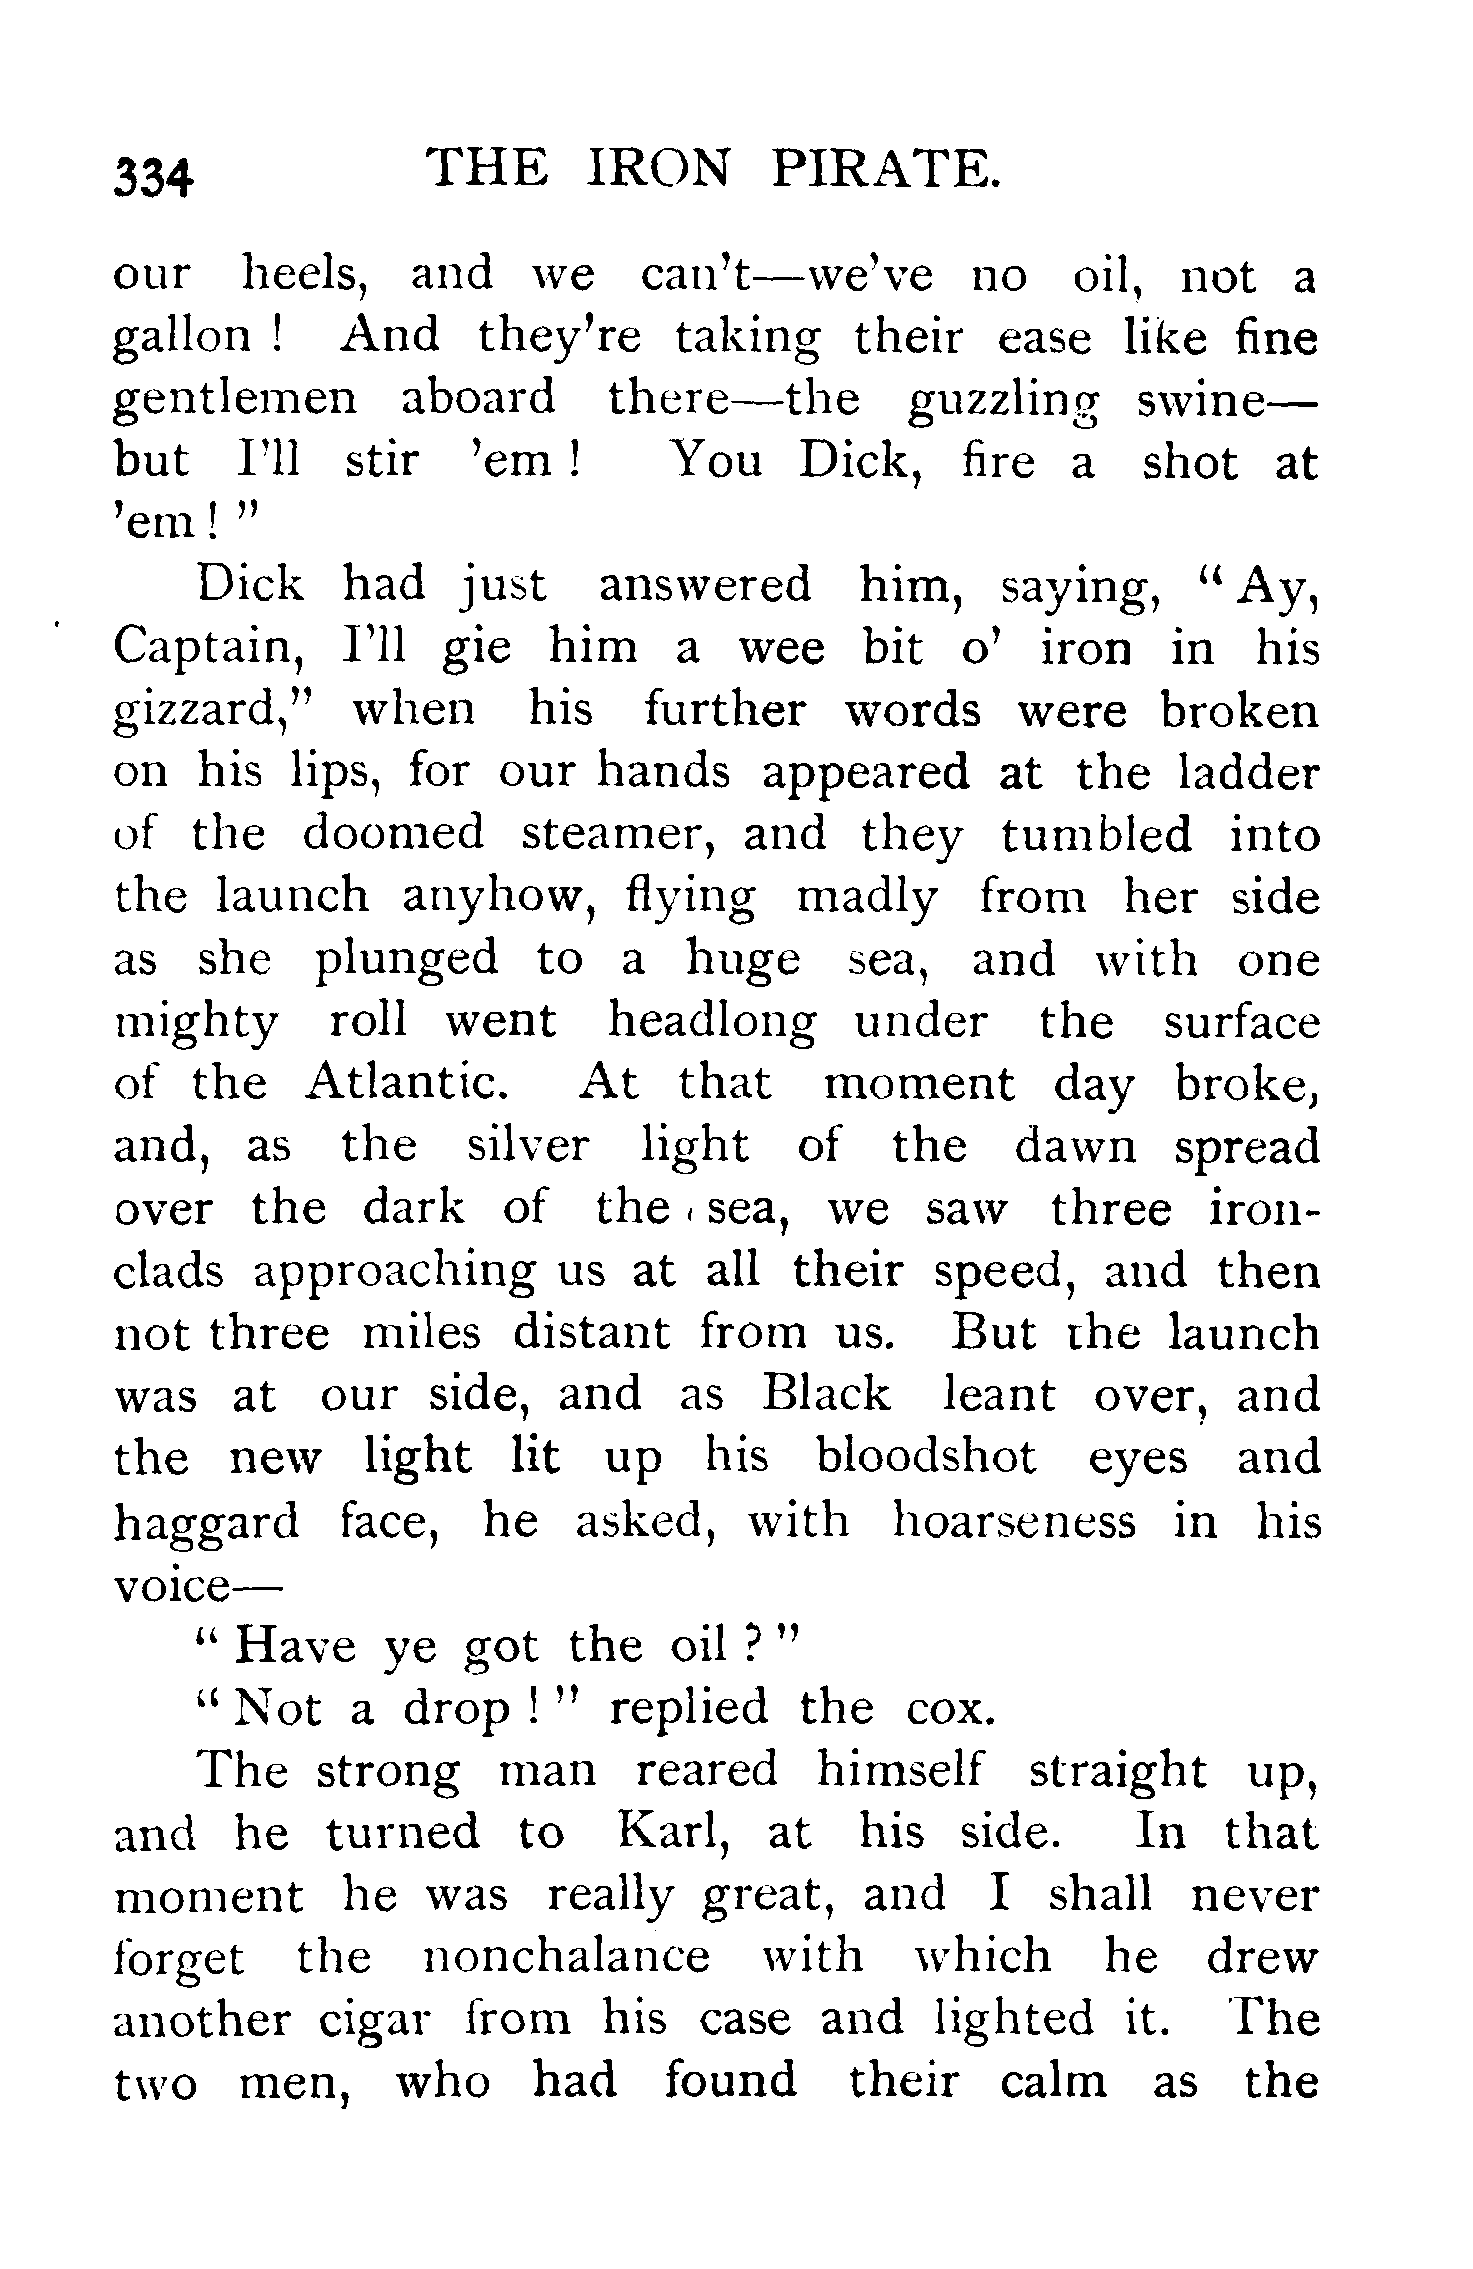 334 THE IRON PIRATE.
our heels, and we can't—we've no oil, not a
gallon ! And they're taking their ease like fine
gentlemen aboard there—the guzzling swine—
but I'll stir 'em ! You Dick, fire a shot at
'em ! "
Dick had just answered him, saying, " Ay,
Captain, I'll gie him a wee bit o' iron in his
gizzard," when his further words were broken
on his lips, for our hands appeared at the ladder
of the doomed steamer, and they tumbled into
the launch anyhow, flying madly from her side
as she plunged to a huge sea, and with one
mighty roll went headlong under the surface
of the Atlantic. At that moment day broke,
and, as the silver light of the dawn spread
over the dark of the sea, we saw three iron-
clads approaching us at all their speed, and then
not three miles distant from us. But the launch
was at our side, and as Black leant over, and
the new light lit up his bloodshot eyes and
haggard face, he asked, with hoarseness in his
voice—
" Have ye got the oil ? "
" Not a drop ! " replied the cox.
The strong man reared himself straight up,
and he turned to Karl, at his side. In that
moment he was really great, and I shall never
forget the nonchalance with which he drew
another cigar from his case and lighted it. The
two men, who had found their calm as the